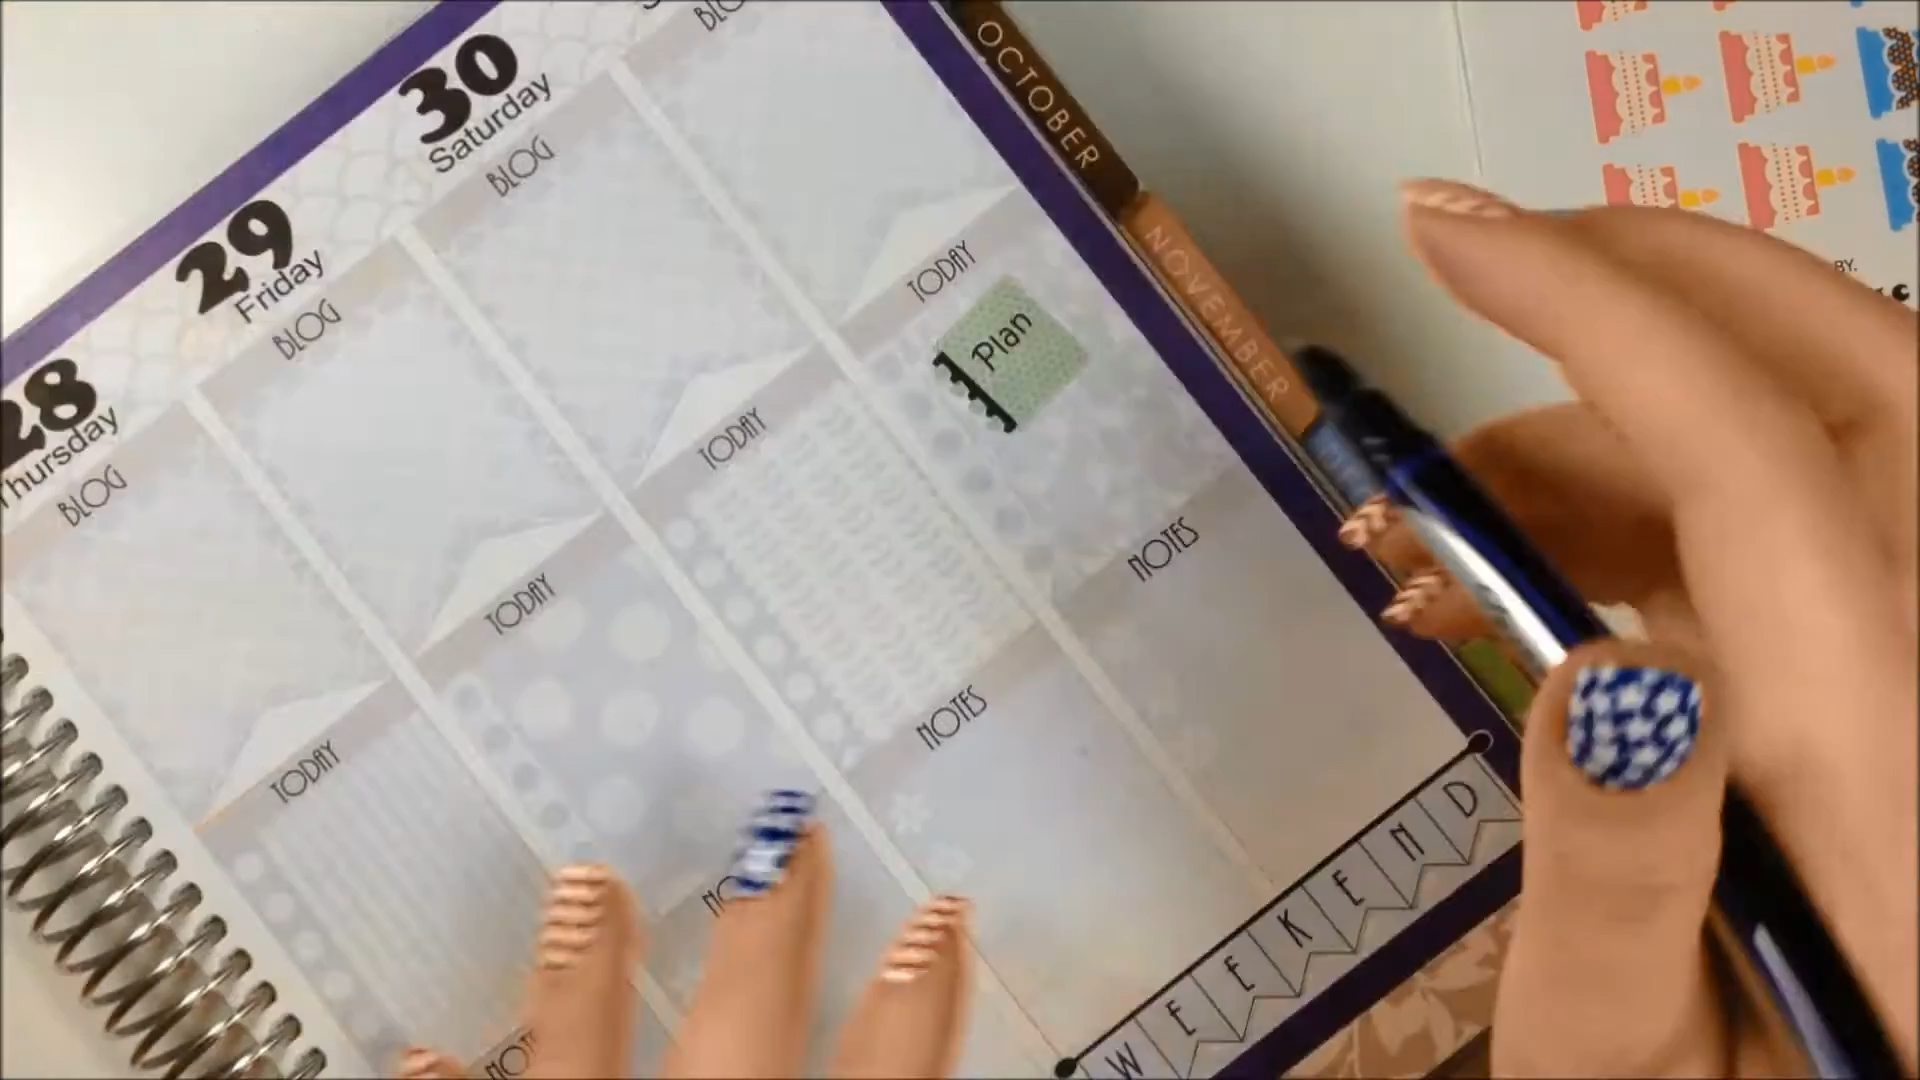 28
Thursday
BLOG
TODAY
29
Friday
BLOG
TODAY
30
Saturday
BLOG
TODAY
NOTES
TODAY
Plan
NOTES
WEEKEND
OCTOBER
NOVEMBER
BY.